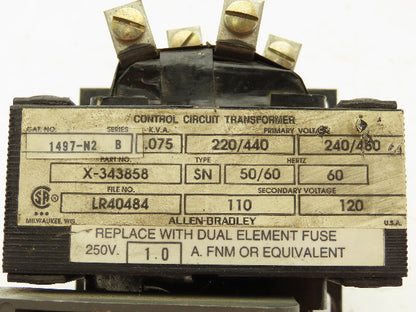 CONTROL CIRCUIT TRANSFORMER
CAT. NO. SERIES K.V.A. PRIMARY VOLTAGE
1497-N2 B .075 220/440 240/480
PART NO. TYPE HERTZ
X-343858 SN 50/60 60
FILE NO. SECONDARY VOLTAGE
LR40484 110 120
MILWAUKEE, WIS. ALLEN-BRADLEY U.S.A.
REPLACE WITH DUAL ELEMENT FUSE
250V. 1.0 A. FNM OR EQUIVALENT